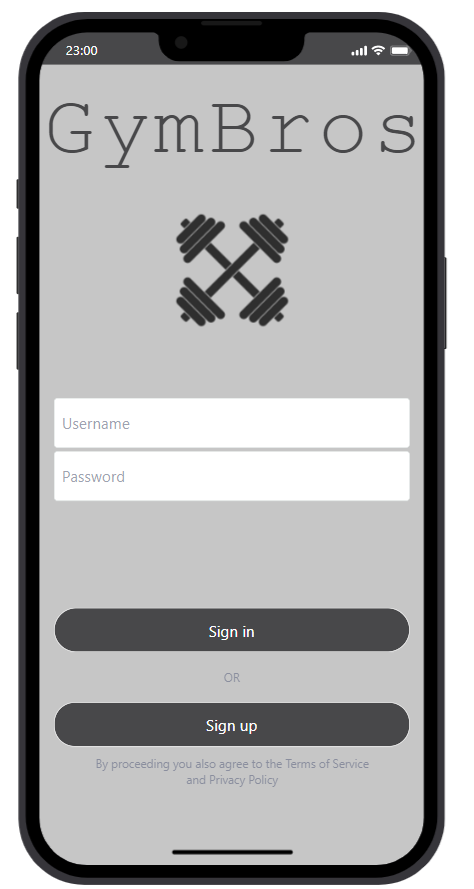 23:00
GymBros
Username
Password
Sign in
OR
Sign up
By proceeding you also agree to the Terms of Service
and Privacy Policy